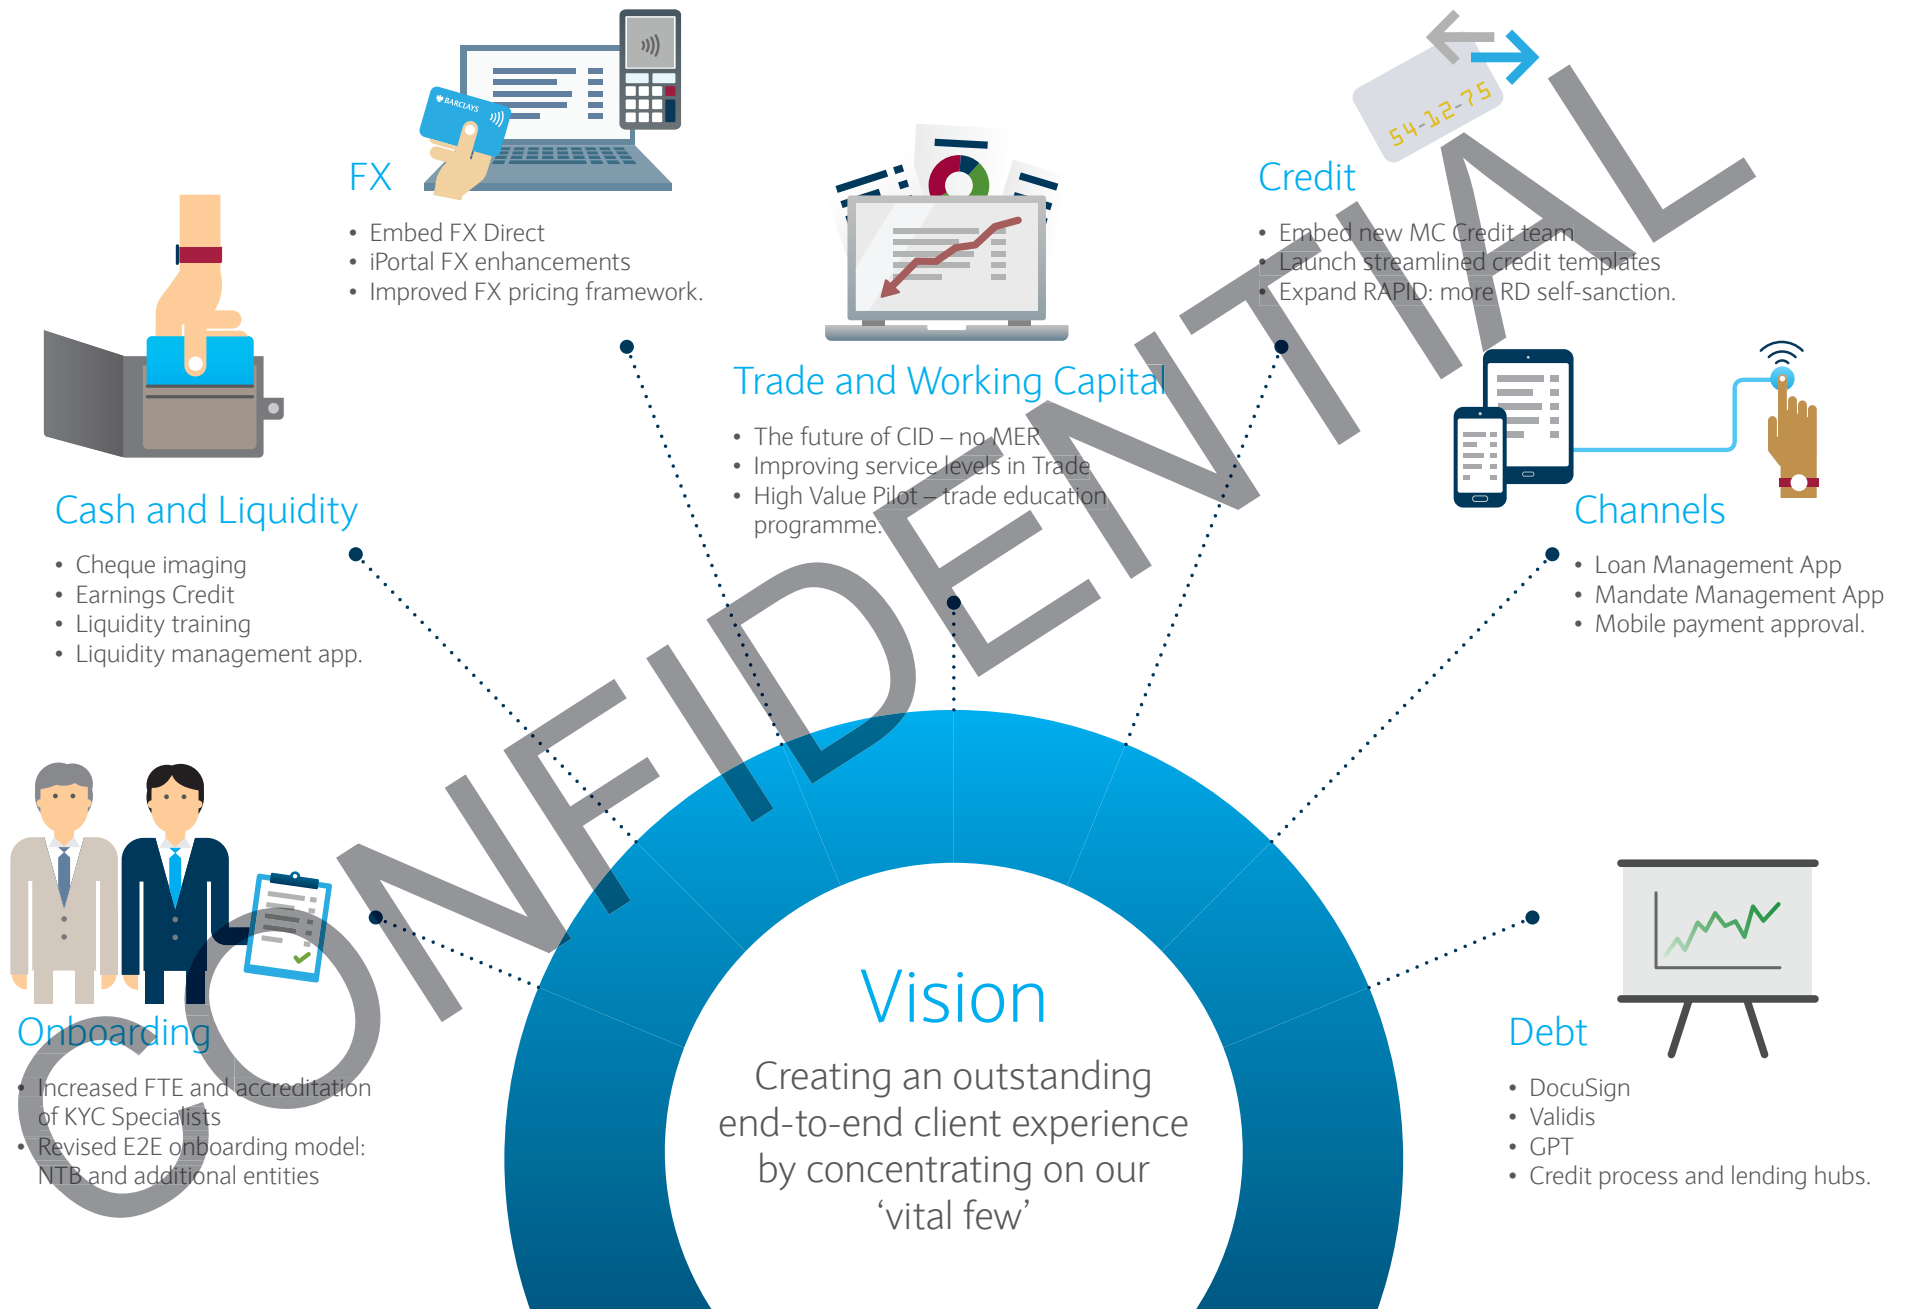 BARCLAYS
54-12-75
FX
• Embed FX Direct
• iPortal FX enhancements
• Improved FX pricing framework.
Credit
• Embed new MC Credit team
• Launch streamlined credit templates
• Expand RAPID: more RD self-sanction.
Trade and Working Capital
• The future of CID – no MER
• Improving service levels in Trade
• High Value Pilot – trade education
programme.
Cash and Liquidity
• Cheque imaging
• Earnings Credit
• Liquidity training
• Liquidity management app.
Channels
• Loan Management App
• Mandate Management App
• Mobile payment approval.
Onboarding
• Increased FTE and accreditation
of KYC Specialists
• Revised E2E onboarding model:
NTB and additional entities
Vision
Creating an outstanding
end-to-end client experience
by concentrating on our
‘vital few’
Debt
• DocuSign
• Validis
• GPT
• Credit process and lending hubs.
CONFIDENTIAL